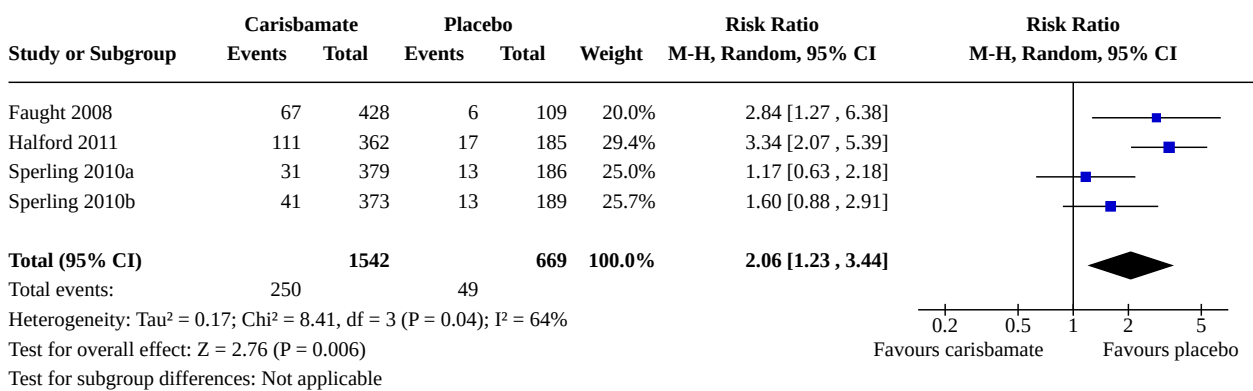 Carisbamate Placebo Risk Ratio Risk Ratio
Study or Subgroup Events Total Events Total Weight M-H, Random, 95% CI M-H, Random, 95% CI
Faught 2008 67 428 6 109 20.0% 2.84 [1.27 , 6.38]
Halford 2011 111 362 17 185 29.4% 3.34 [2.07 , 5.39]
Sperling 2010a 31 379 13 186 25.0% 1.17 [0.63 , 2.18]
Sperling 2010b 41 373 13 189 25.7% 1.60 [0.88 , 2.91]
Total (95% CI) 1542 669 100.0% 2.06 [1.23 , 3.44]
Total events: 250 49
Heterogeneity: Tau² = 0.17; Chi² = 8.41, df = 3 (P = 0.04); I² = 64%
0.2 0.5 1 2 5
Test for overall effect: Z = 2.76 (P = 0.006) Favours carisbamate Favours placebo
Test for subgroup differences: Not applicable